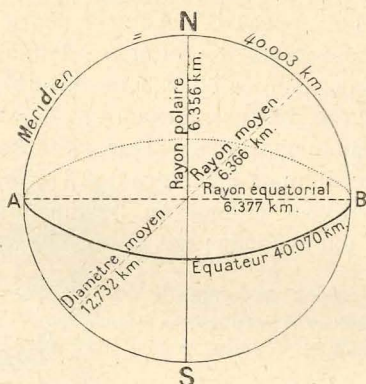 N
Méridien = 40.003 km.
Rayon polaire
6.356 km.
Rayon moyen
6.366 km.
A
B
Rayon équatorial
6.377 km.
Diamètre moyen
12.732 km.
Equateur 40.070 km.
S